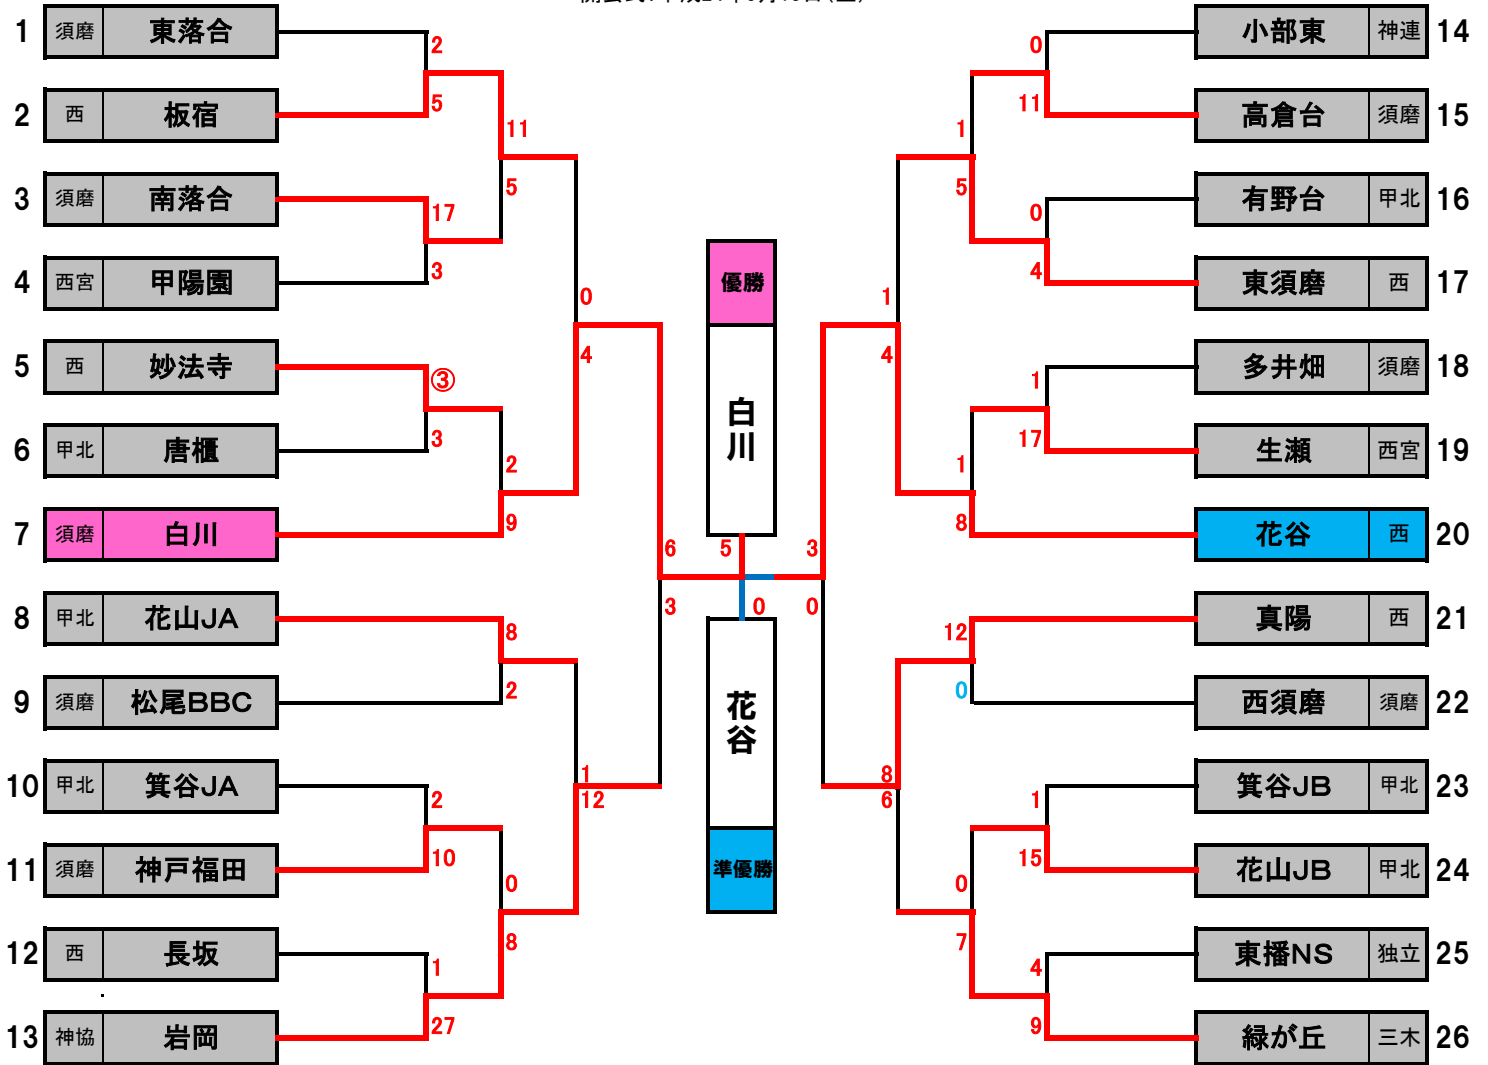 1 須磨 東落合
2
小部東 神連 14
0
2 西 板宿
5
高倉台 須磨 15
11
11
1
3 須磨 南落合
17
5
有野台 甲北 16
0
5
4 西宮 甲陽園
3
東須磨 西 17
4
優勝
0
1
5 西 妙法寺
③
4
4
多井畑 須磨 18
1
白川
6 甲北 唐櫃
3
2
生瀬 西宮 19
17
1
7 須磨 白川
9
花谷 西 20
8
6
5
3
8 甲北 花山JA
8
3
0
0
真陽 西 21
12
9 須磨 松尾BBC
2
西須磨 須磨 22
0
花谷
10 甲北 箕谷JA
2
1
12
8
6
箕谷JB 甲北 23
1
11 須磨 神戸福田
10
0
準優勝
花山JB 甲北 24
15
0
12 西 長坂
1
8
東播NS 独立 25
4
7
13 神協 岩岡
27
緑が丘 三木 26
9